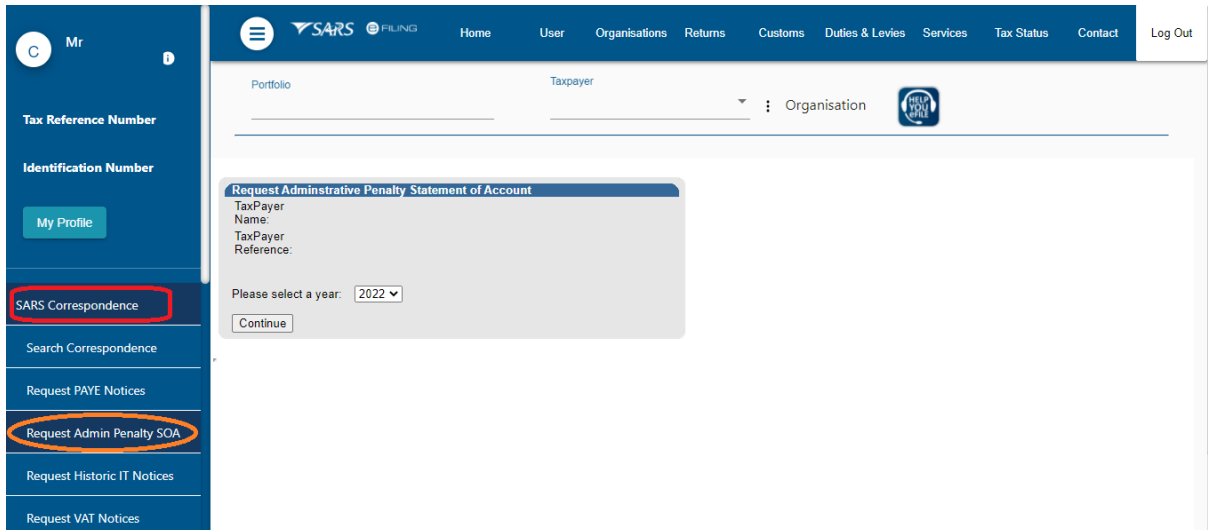 C
Mr
i
Tax Reference Number
Identification Number
My Profile
SARS Correspondence
Search Correspondence
Request PAYE Notices
Request Admin Penalty SOA
Request Historic IT Notices
Request VAT Notices
SARS e FILING
Home User Organisations Returns Customs Duties & Levies Services Tax Status Contact Log Out
Portfolio
Taxpayer
Organisation
HELP
YOU
eFILE
Request Adminstrative Penalty Statement of Account
TaxPayer
Name:
TaxPayer
Reference:
Please select a year: 2022
Continue